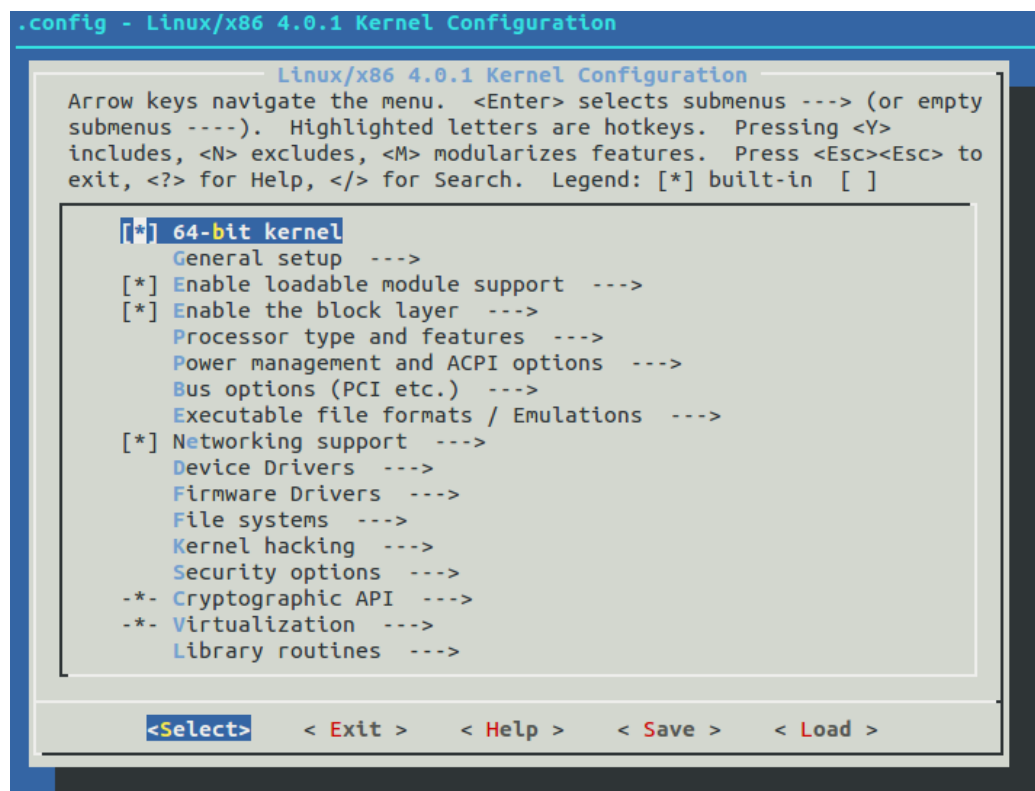 .config - Linux/x86 4.0.1 Kernel Configuration
Linux/x86 4.0.1 Kernel Configuration
Arrow keys navigate the menu.  <Enter> selects submenus ---> (or empty
submenus ----).  Highlighted letters are hotkeys.  Pressing <Y>
includes, <N> excludes, <M> modularizes features.  Press <Esc><Esc> to
exit, <?> for Help, </> for Search.  Legend: [*] built-in  [ ]
[*] 64-bit kernel
General setup  --->
[*] Enable loadable module support  --->
[*] Enable the block layer  --->
Processor type and features  --->
Power management and ACPI options  --->
Bus options (PCI etc.)  --->
Executable file formats / Emulations  --->
[*] Networking support  --->
Device Drivers  --->
Firmware Drivers  --->
File systems  --->
Kernel hacking  --->
Security options  --->
-*- Cryptographic API  --->
-*- Virtualization  --->
Library routines  --->
<Select>    < Exit >    < Help >    < Save >    < Load >